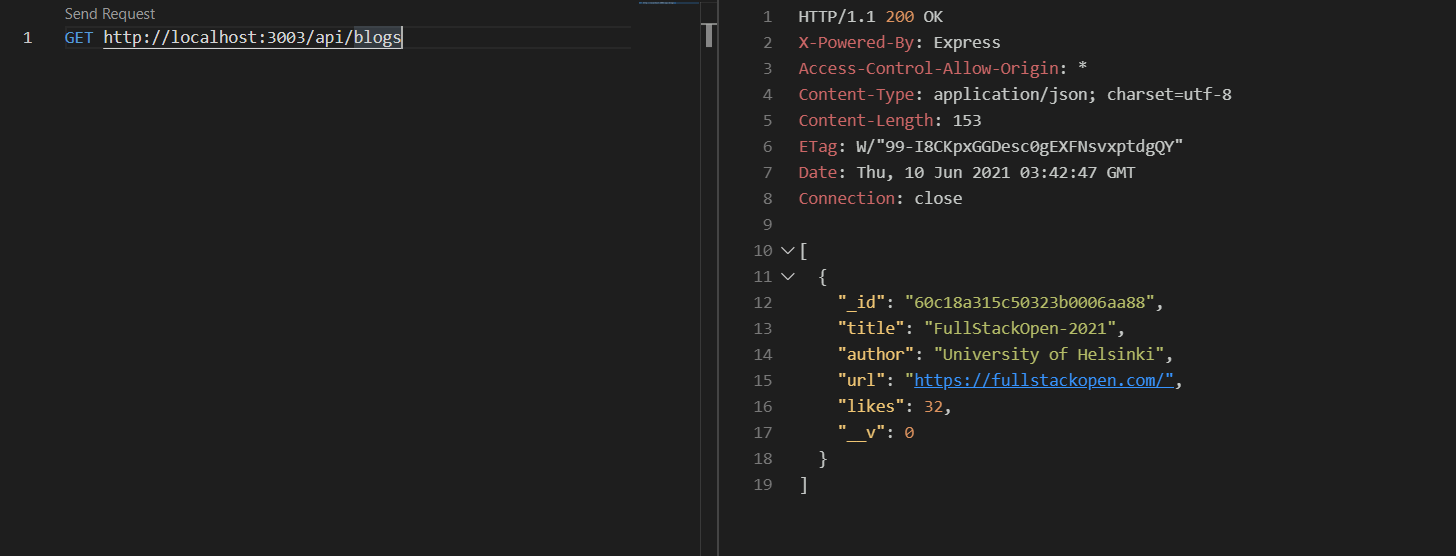 Send Request
1 GET http://localhost:3003/api/blogs
1 HTTP/1.1 200 OK
2 X-Powered-By: Express
3 Access-Control-Allow-Origin: *
4 Content-Type: application/json; charset=utf-8
5 Content-Length: 153
6 ETag: W/"99-I8CKpxGGDesc0gEXFNsvxptdgQY"
7 Date: Thu, 10 Jun 2021 03:42:47 GMT
8 Connection: close
9
10 [
11 {
12 "_id": "60c18a315c50323b0006aa88",
13 "title": "FullStackOpen-2021",
14 "author": "University of Helsinki",
15 "url": "https://fullstackopen.com/",
16 "likes": 32,
17 "__v": 0
18 }
19 ]